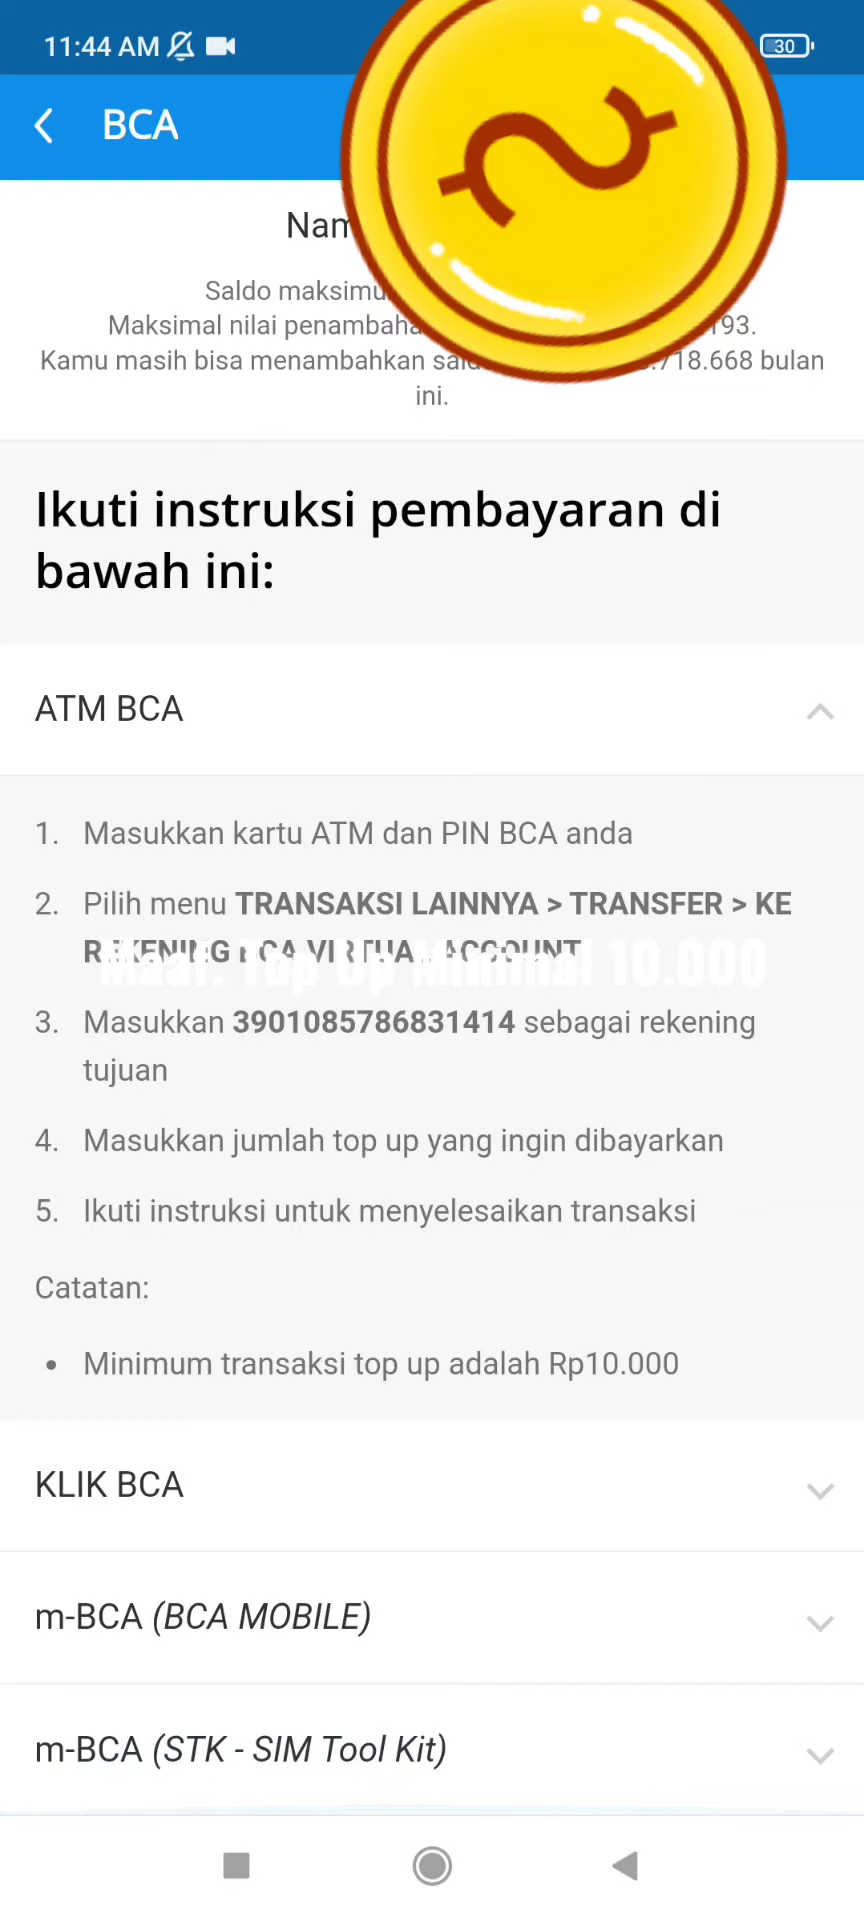 11:44 AM
30
BCA
Saldo
Maksimal nilai 193.
Kamu masih bisa menambahkan 718.668 bulan
ini.
Ikuti instruksi pembayaran di
bawah ini:
ATM BCA
1. Masukkan kartu ATM dan PIN BCA anda
2. Pilih menu TRANSAKSI LAINNYA > TRANSFER > KE
REKENING BCA VIRTUAL ACCOUNT
Maaf. Top Up Minimal 10.000
3. Masukkan 3901085786831414 sebagai rekening
tujuan
4. Masukkan jumlah top up yang ingin dibayarkan
5. Ikuti instruksi untuk menyelesaikan transaksi
Catatan:
• Minimum transaksi top up adalah Rp10.000
KLIK BCA
m-BCA (BCA MOBILE)
m-BCA (STK - SIM Tool Kit)